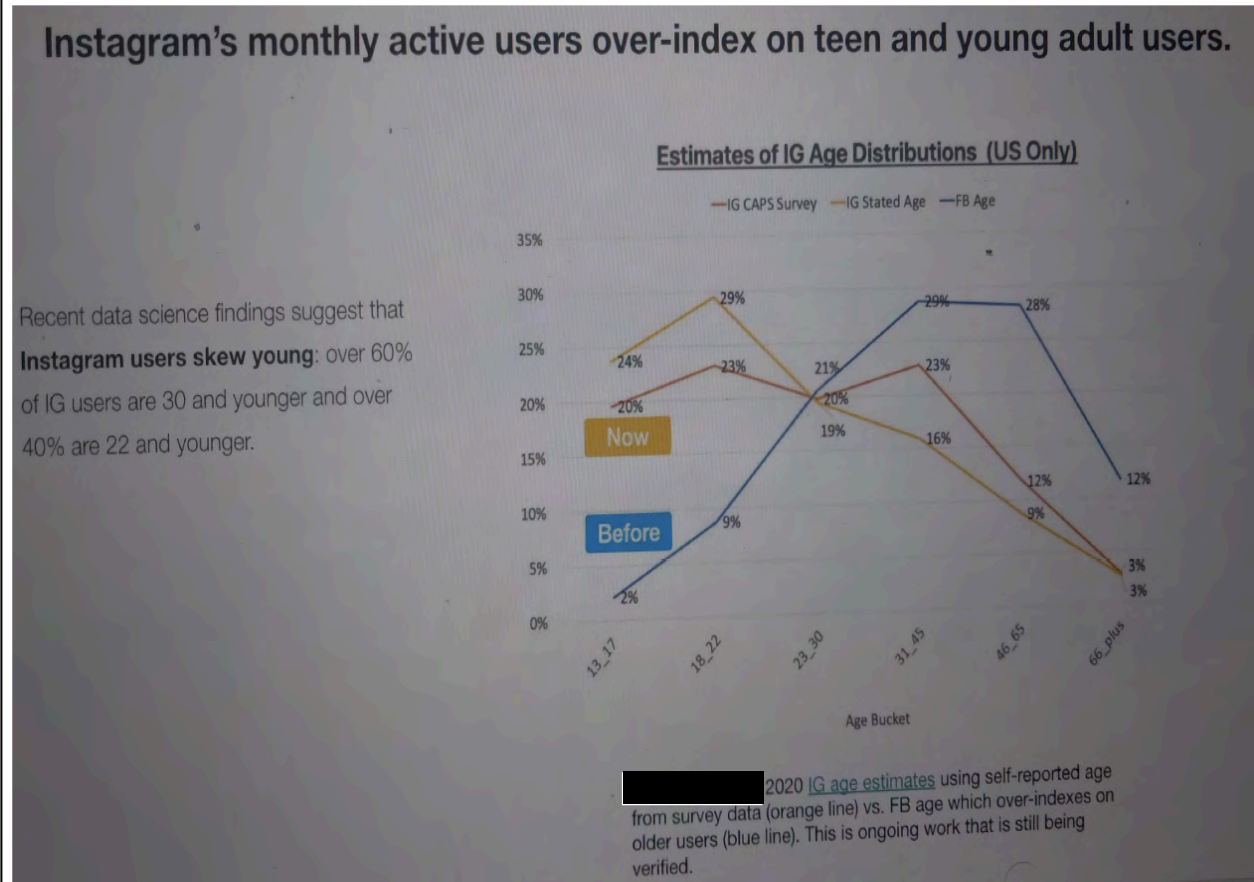 Instagram's monthly active users over-index on teen and young adult users.
Estimates of IG Age Distributions (US Only)
IG CAPS Survey
IG Stated Age
FB Age
Recent data science findings suggest that
Instagram users skew young: over 60%
of IG users are 30 and younger and over
40% are 22 and younger.
35%
30%
25%
20%
15%
10%
5%
0%
24%
29%
20%
23%
21%
20%
19%
29%
28%
23%
16%
12%
9%
12%
9%
2%
3%
3%
Now
Before
13_17
18_22
23_30
31_45
46_65
66_plus
Age Bucket
2020 IG age estimates using self-reported age
from survey data (orange line) vs. FB age which over-indexes on
older users (blue line). This is ongoing work that is still being
verified.